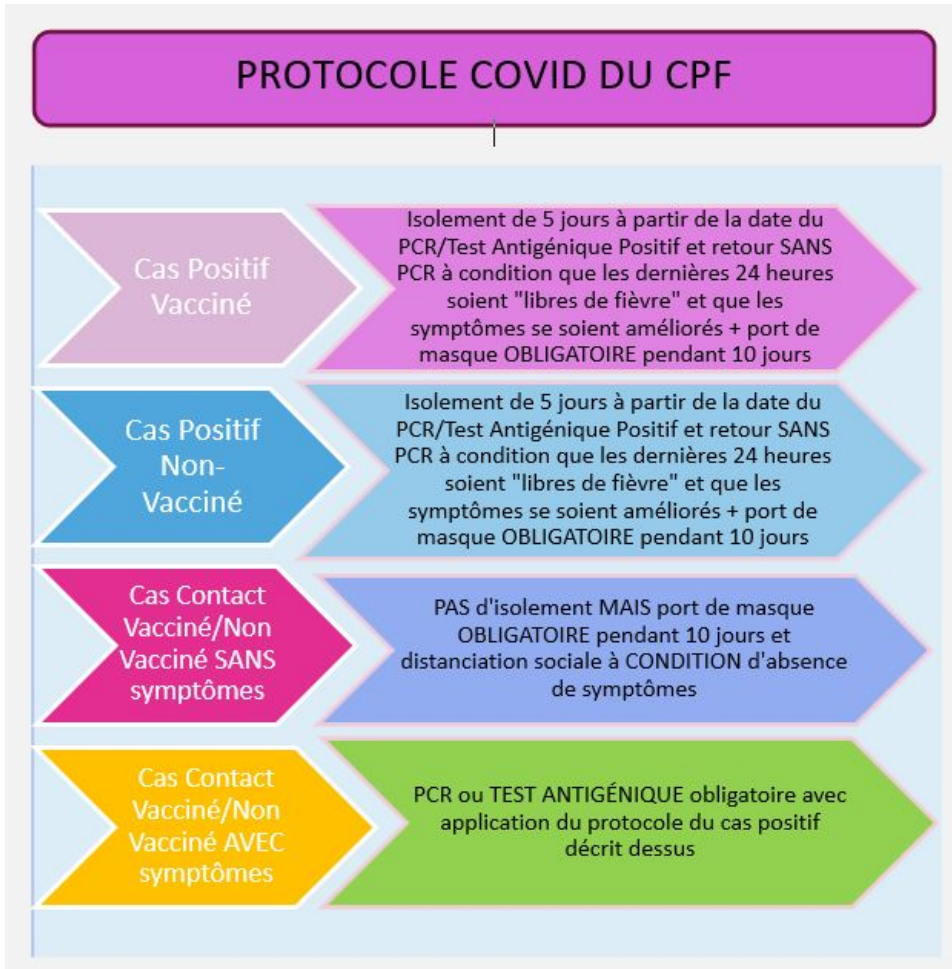 PROTOCOLE COVID DU CPF
Cas Positif
Vacciné
Isolement de 5 jours à partir de la date du
PCR/Test Antigénique Positif et retour SANS
PCR à condition que les dernières 24 heures
soient "libres de fièvre" et que les
symptômes se soient améliorés + port de
masque OBLIGATOIRE pendant 10 jours
Cas Positif
Non-
Vacciné
Isolement de 5 jours à partir de la date du
PCR/Test Antigénique Positif et retour SANS
PCR à condition que les dernières 24 heures
soient "libres de fièvre" et que les
symptômes se soient améliorés + port de
masque OBLIGATOIRE pendant 10 jours
Cas Contact
Vacciné/Non
Vacciné SANS
symptômes
PAS d'isolement MAIS port de masque
OBLIGATOIRE pendant 10 jours et
distanciation sociale à CONDITION d'absence
de symptômes
Cas Contact
Vacciné/Non
Vacciné AVEC
symptômes
PCR ou TEST ANTIGÉNIQUE obligatoire avec
application du protocole du cas positif
décrit dessus